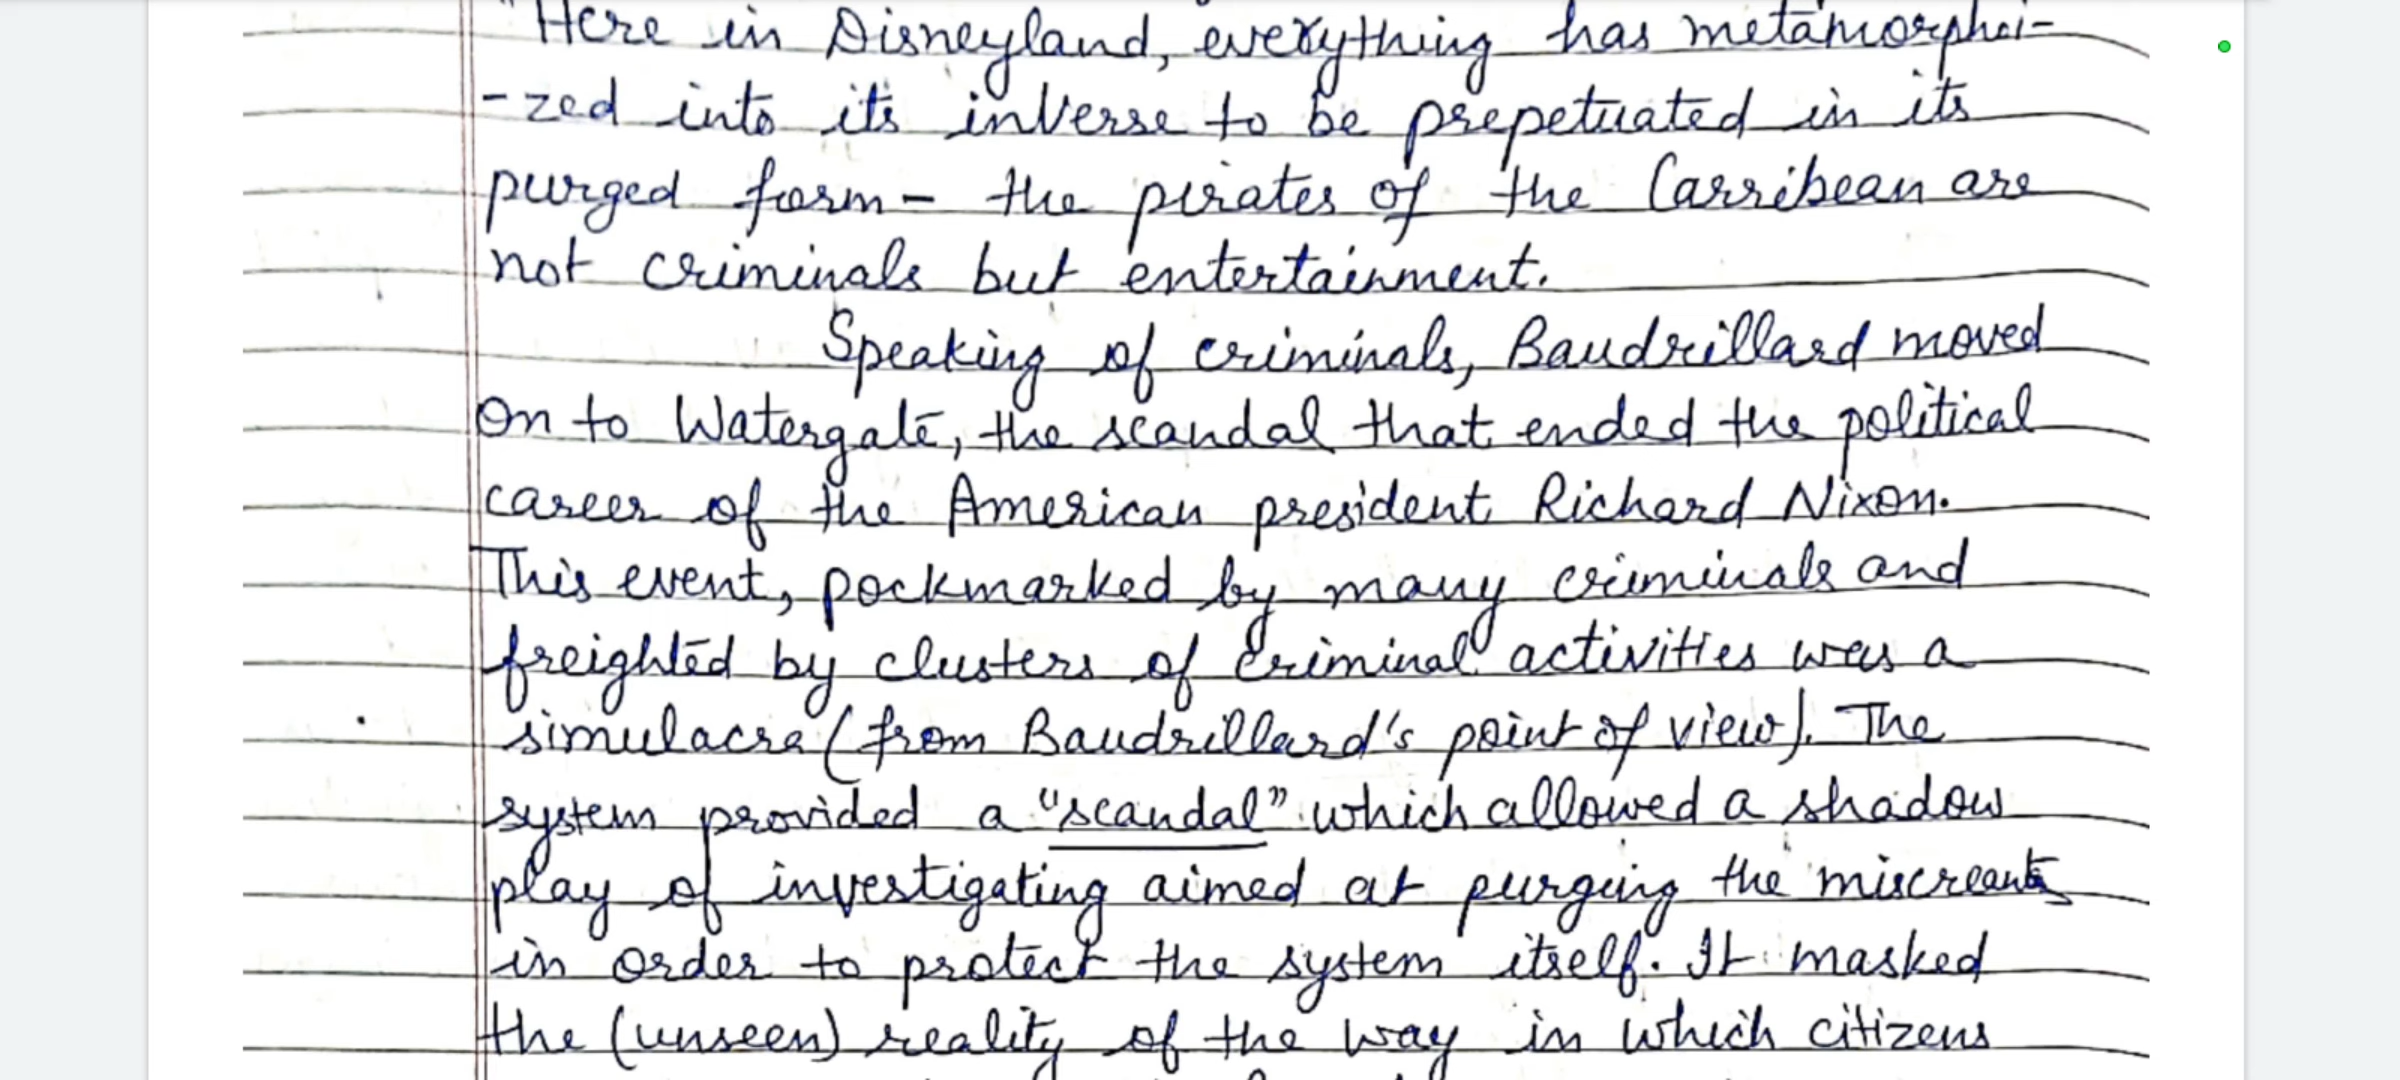 "Here in Disneyland, everything has metamorphoi-
-zed into its inverse to be prepetuated in its
purged form - the pirates of the Carribean are
not criminals but entertainment.
Speaking of criminals, Baudrillard moved
on to Watergate, the scandal that ended the political
career of the American president Richard Nixon.
This event, pockmarked by many criminals and
freighted by clusters of criminal activities was a
simulacra (from Baudrillard's point of view). The
system provided a "scandal" which allowed a shadow
play of investigating aimed at purging the miscreants
in order to protect the system itself. It masked
the (unseen) reality of the way in which citizens